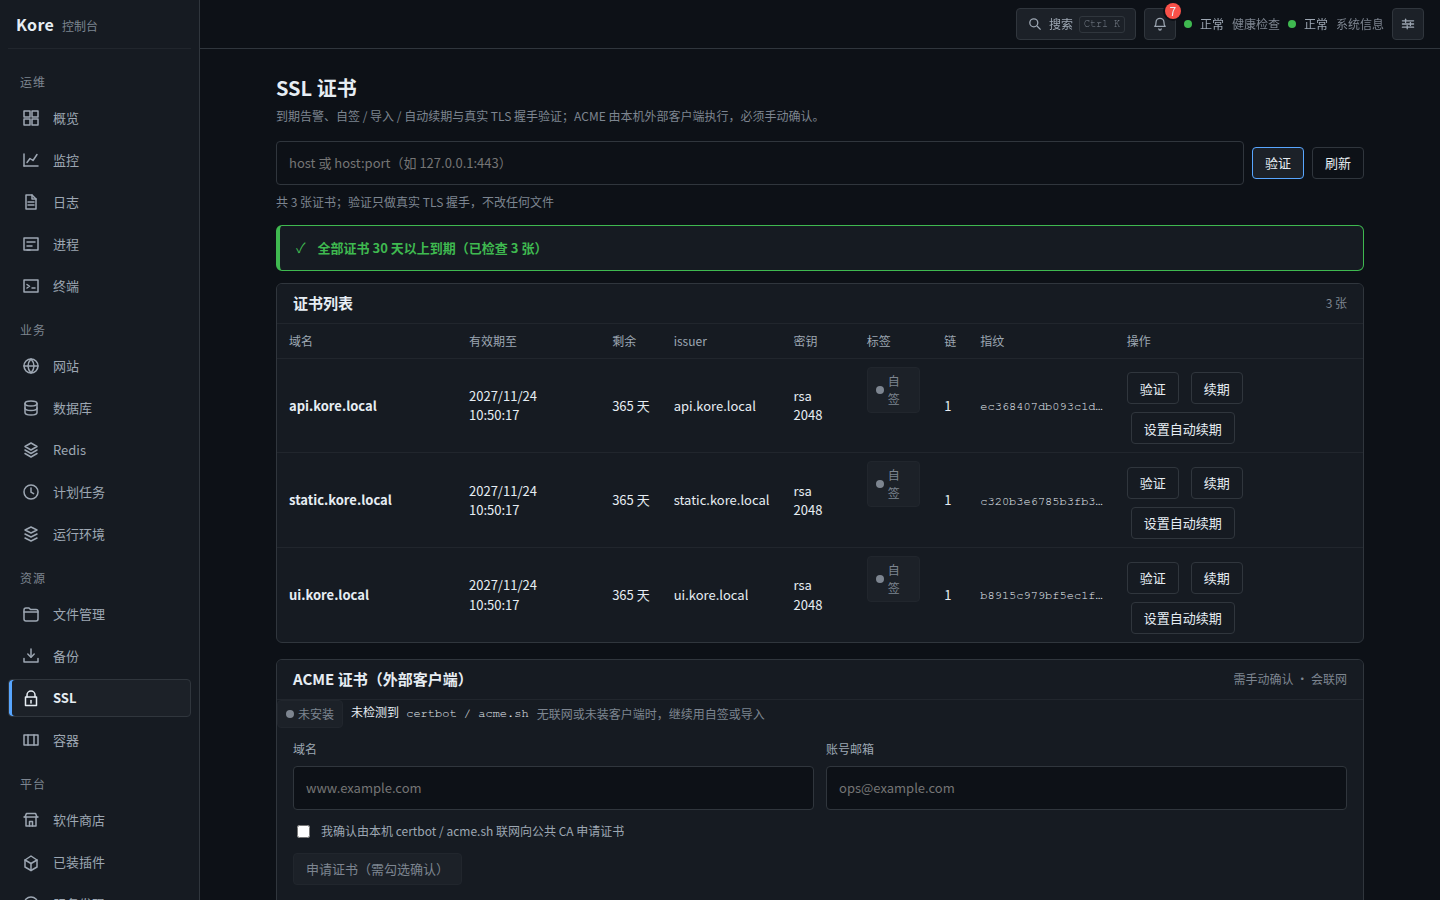 Kore 控制台
搜索 Ctrl K
7
正常 健康检查
正常 系统信息
运维
概览
监控
日志
进程
终端
业务
网站
数据库
Redis
计划任务
运行环境
资源
文件管理
备份
SSL
容器
平台
软件商店
已装插件
SSL 证书
到期告警、自签 / 导入 / 自动续期与真实 TLS 握手验证；ACME 由本机外部客户端执行，必须手动确认。
host 或 host:port（如 127.0.0.1:443）
验证 刷新
共 3 张证书；验证只做真实 TLS 握手，不改任何文件
✓ 全部证书 30 天以上到期（已检查 3 张）
证书列表 3 张
域名 有效期至 剩余 issuer 密钥 标签 链 指纹 操作
api.kore.local 2027/11/24 10:50:17 365 天 api.kore.local rsa 2048 自签 1 ec368407db093c1d… 验证 续期
设置自动续期
static.kore.local 2027/11/24 10:50:17 365 天 static.kore.local rsa 2048 自签 1 c320b3e6785b3fb3… 验证 续期
设置自动续期
ui.kore.local 2027/11/24 10:50:17 365 天 ui.kore.local rsa 2048 自签 1 b8915c979bf5ec1f… 验证 续期
设置自动续期
ACME 证书（外部客户端） 需手动确认 · 会联网
未安装 未检测到 certbot / acme.sh 无联网或未装客户端时，继续用自签或导入
域名 账号邮箱
www.example.com ops@example.com
我确认由本机 certbot / acme.sh 联网向公共 CA 申请证书
申请证书（需勾选确认）